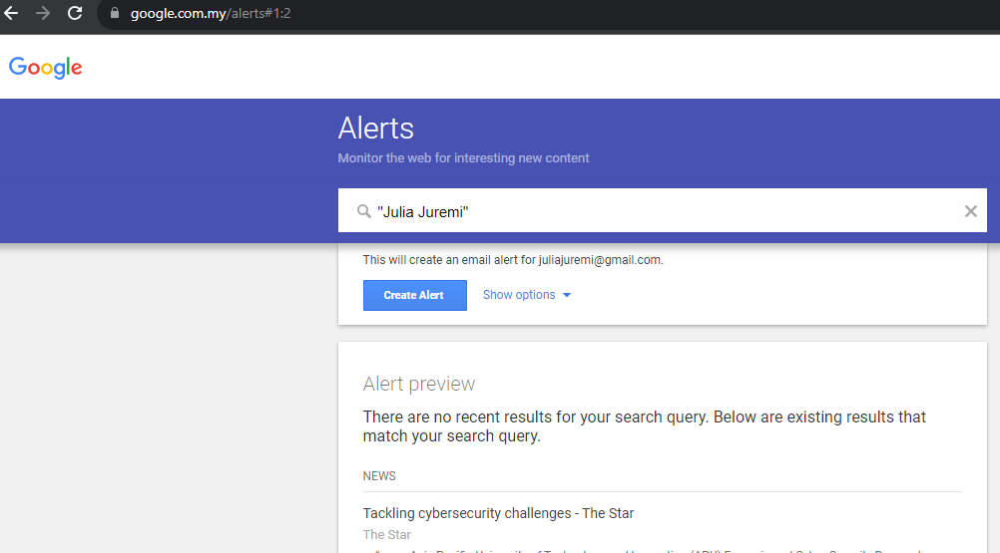 google.com.my/alerts#1:2
Google
Alerts
Monitor the web for interesting new content
"Julia Juremi"
This will create an email alert for juliajuremi@gmail.com.
Create Alert
Show options
Alert preview
There are no recent results for your search query. Below are existing results that
match your search query.
NEWS
Tackling cybersecurity challenges - The Star
The Star